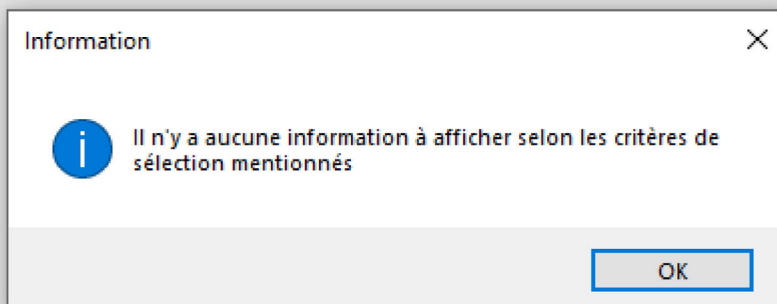 Information
Il n'y a aucune information à afficher selon les critères de
sélection mentionnés
OK